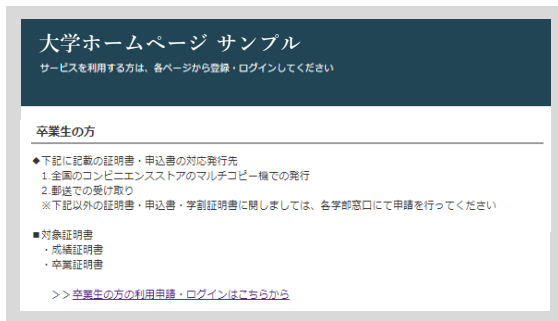 大学ホームページ サンプル
サービスを利用する方は、各ページから登録・ログインしてください
卒業生の方
◆下記に記載の証明書・申込書の対応発行先
1.全国のコンビニエンスストアのマルチコピー機での発行
2.郵送での受け取り
※下記以外の証明書・申込書・学割証明書に関しましては、各学部窓口にて申請を行ってください
■対象証明書
・成績証明書
・卒業証明書
>>卒業生の方の利用申請・ログインはこちらから